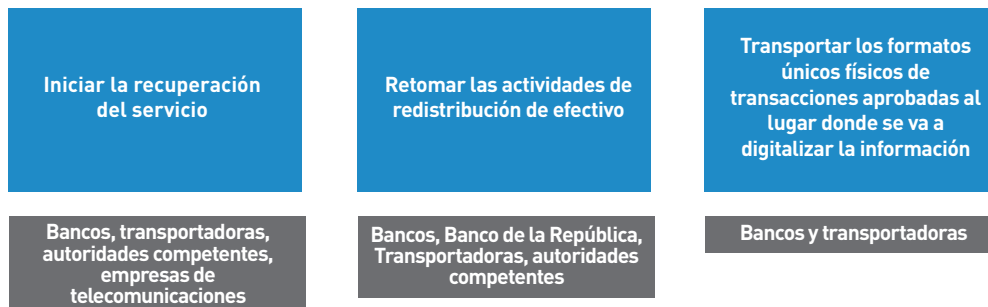 Iniciar la recuperación
del servicio
Bancos, transportadoras,
autoridades competentes,
empresas de
telecomunicaciones
Retomar las actividades de
redistribución de efectivo
Bancos, Banco de la República,
Transportadoras, autoridades
competentes
Transportar los formatos
únicos físicos de
transacciones aprobadas al
lugar donde se va a
digitalizar la información
Bancos y transportadoras